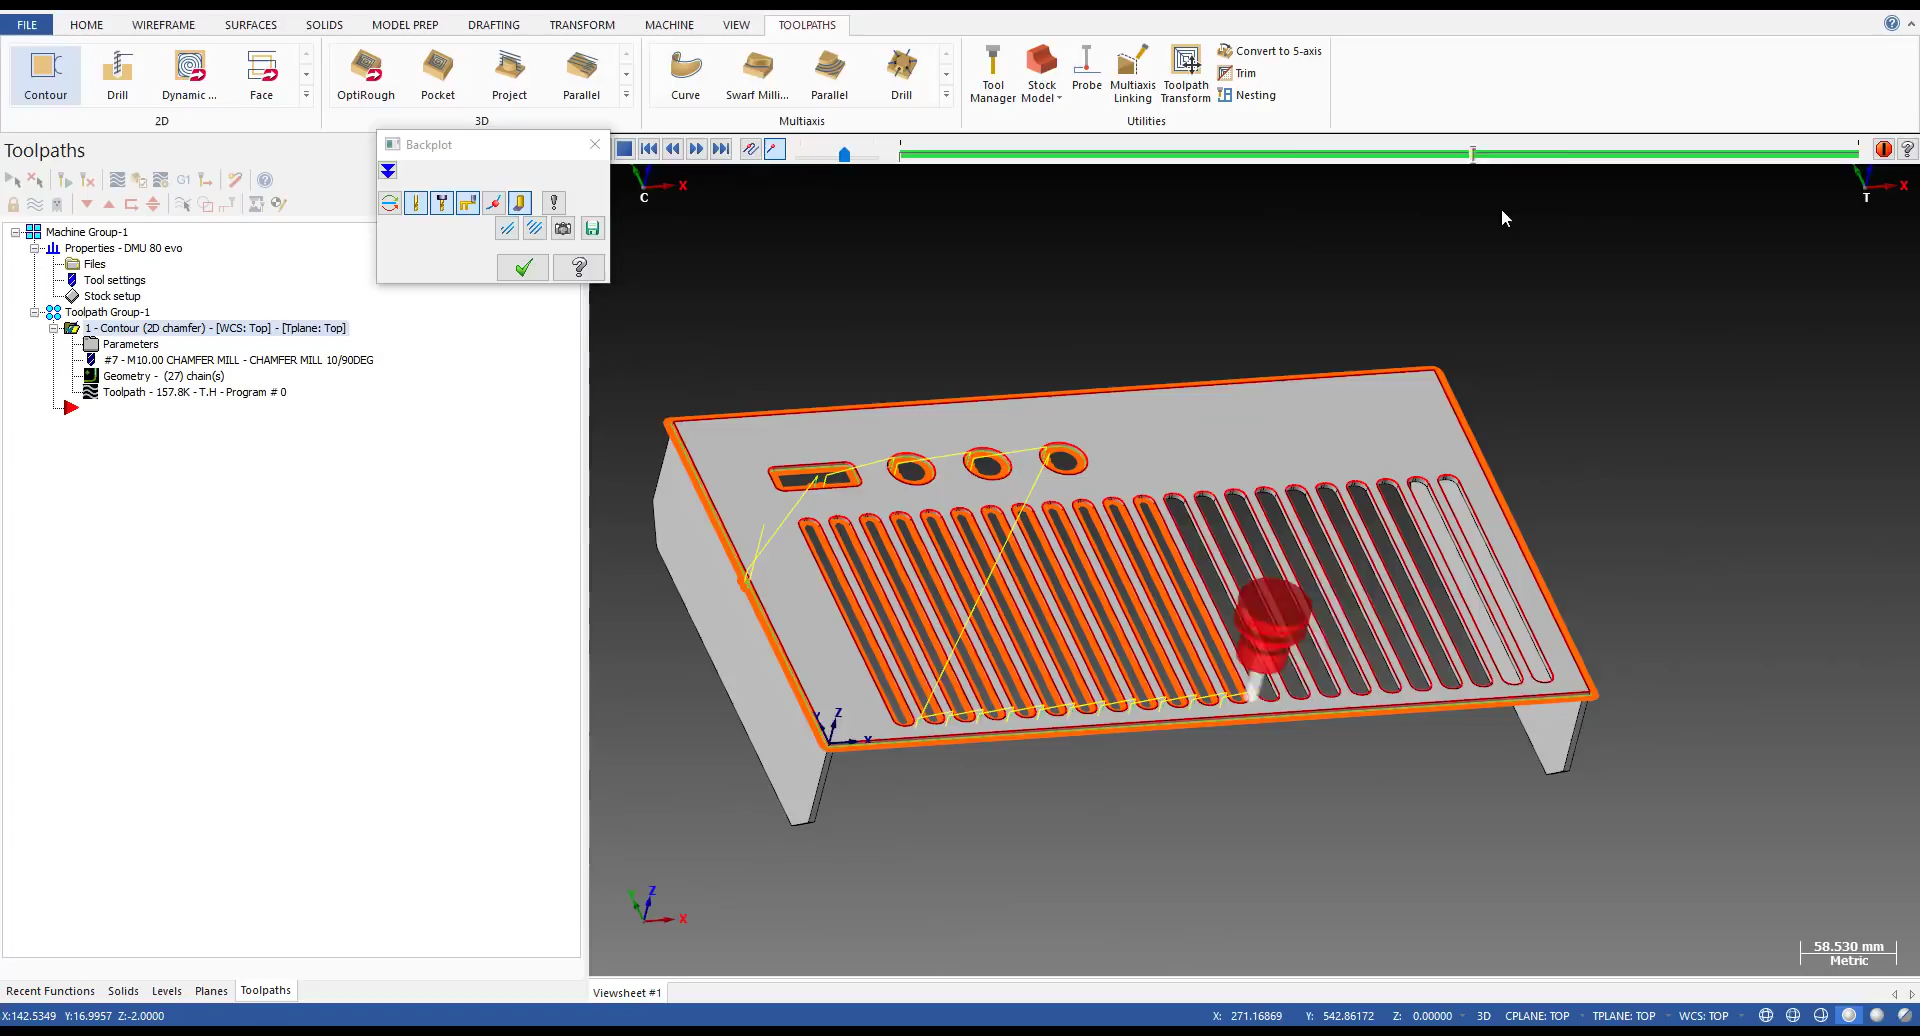 FILE HOME WIREFRAME SURFACES SOLIDS MODEL PREP DRAFTING TRANSFORM MACHINE VIEW TOOLPATHS
Contour Drill Dynamic ... Face
2D
OptiRough Pocket Project Parallel
3D
Curve Swarf Milli... Parallel Drill
Multiaxis
Tool Manager Stock Model Probe Multiaxis Linking Toolpath Transform
Convert to 5-axis
Trim
Nesting
Utilities
Toolpaths
G1
Machine Group-1
Properties - DMU 80 evo
Files
Tool settings
Stock setup
Toolpath Group-1
1 - Contour (2D chamfer) - [WCS: Top] - [Tplane: Top]
Parameters
#7 - M10.00 CHAMFER MILL - CHAMFER MILL 10/90DEG
Geometry - (27) chain(s)
Toolpath - 157.8K - T.H - Program # 0
Backplot
X
C
X
T
Z
X
Z
X
58.530 mm
Metric
Recent Functions Solids Levels Planes Toolpaths
Viewsheet #1
X:142.5349 Y:16.9957 Z:-2.0000
X: 271.16869 Y: 542.86172 Z: 0.00000 3D CPLANE: TOP TPLANE: TOP WCS: TOP